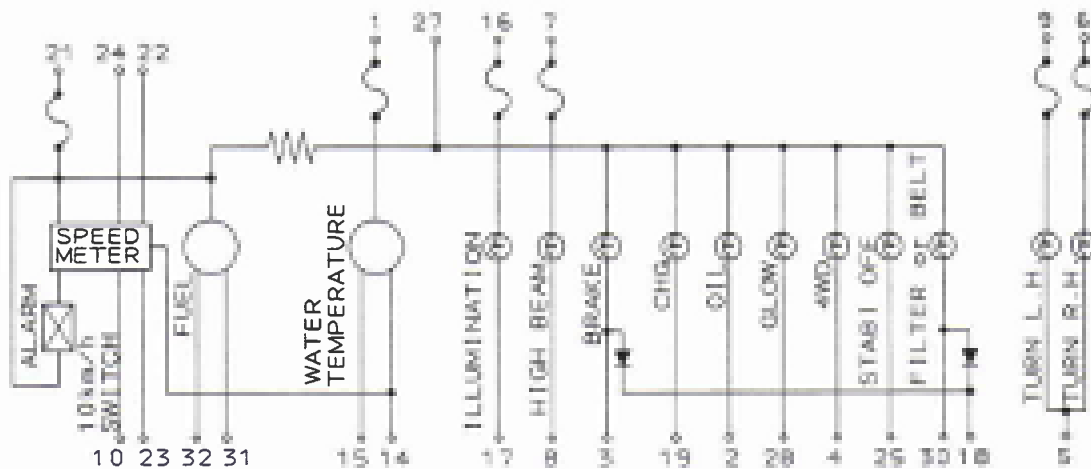 21
24
22
1
27
16
7
SPEED
METER
ALARM
10km/h
SWITCH
FUEL
WATER
TEMPERATURE
ILLUMINATION
HIGH BEAM
BRAKE
CHG
OIL
GLOW
4WD
STABI OFF
FILTER or BELT
TURN L.H
TURN R.H
10
23
32
31
15
14
17
8
3
19
2
28
4
30
18